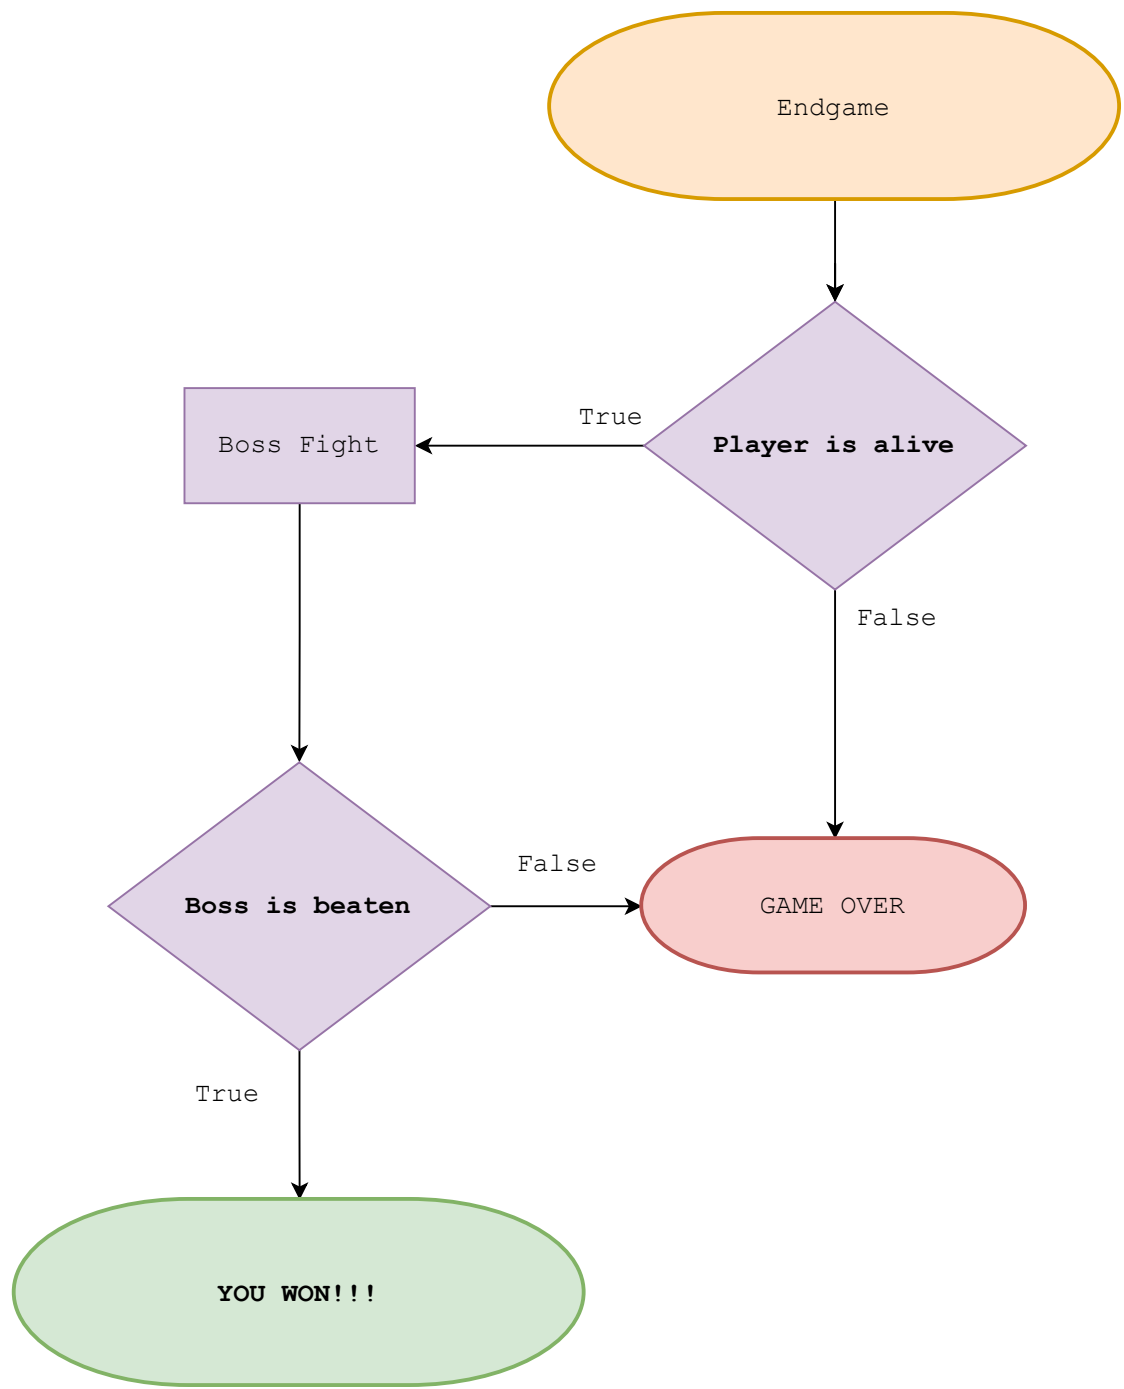 Endgame
True
Boss Fight
Player is alive
False
False
Boss is beaten
GAME OVER
True
YOU WON!!!